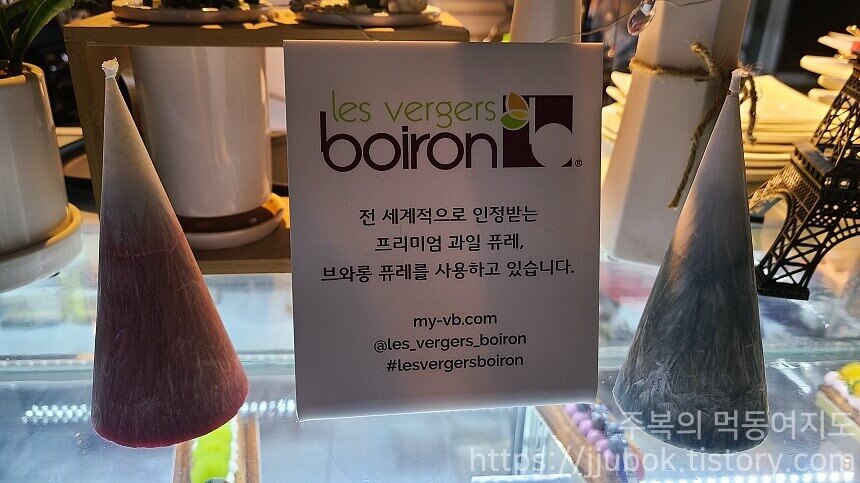 les vergers
boiron
b
®
전 세계적으로 인정받는
프리미엄 과일 퓨레,
브와롱 퓨레를 사용하고 있습니다.
my-vb.com
@les_vergers_boiron
#lesvergersboiron
주복의 먹동여지도
https://jjubok.tistory.com